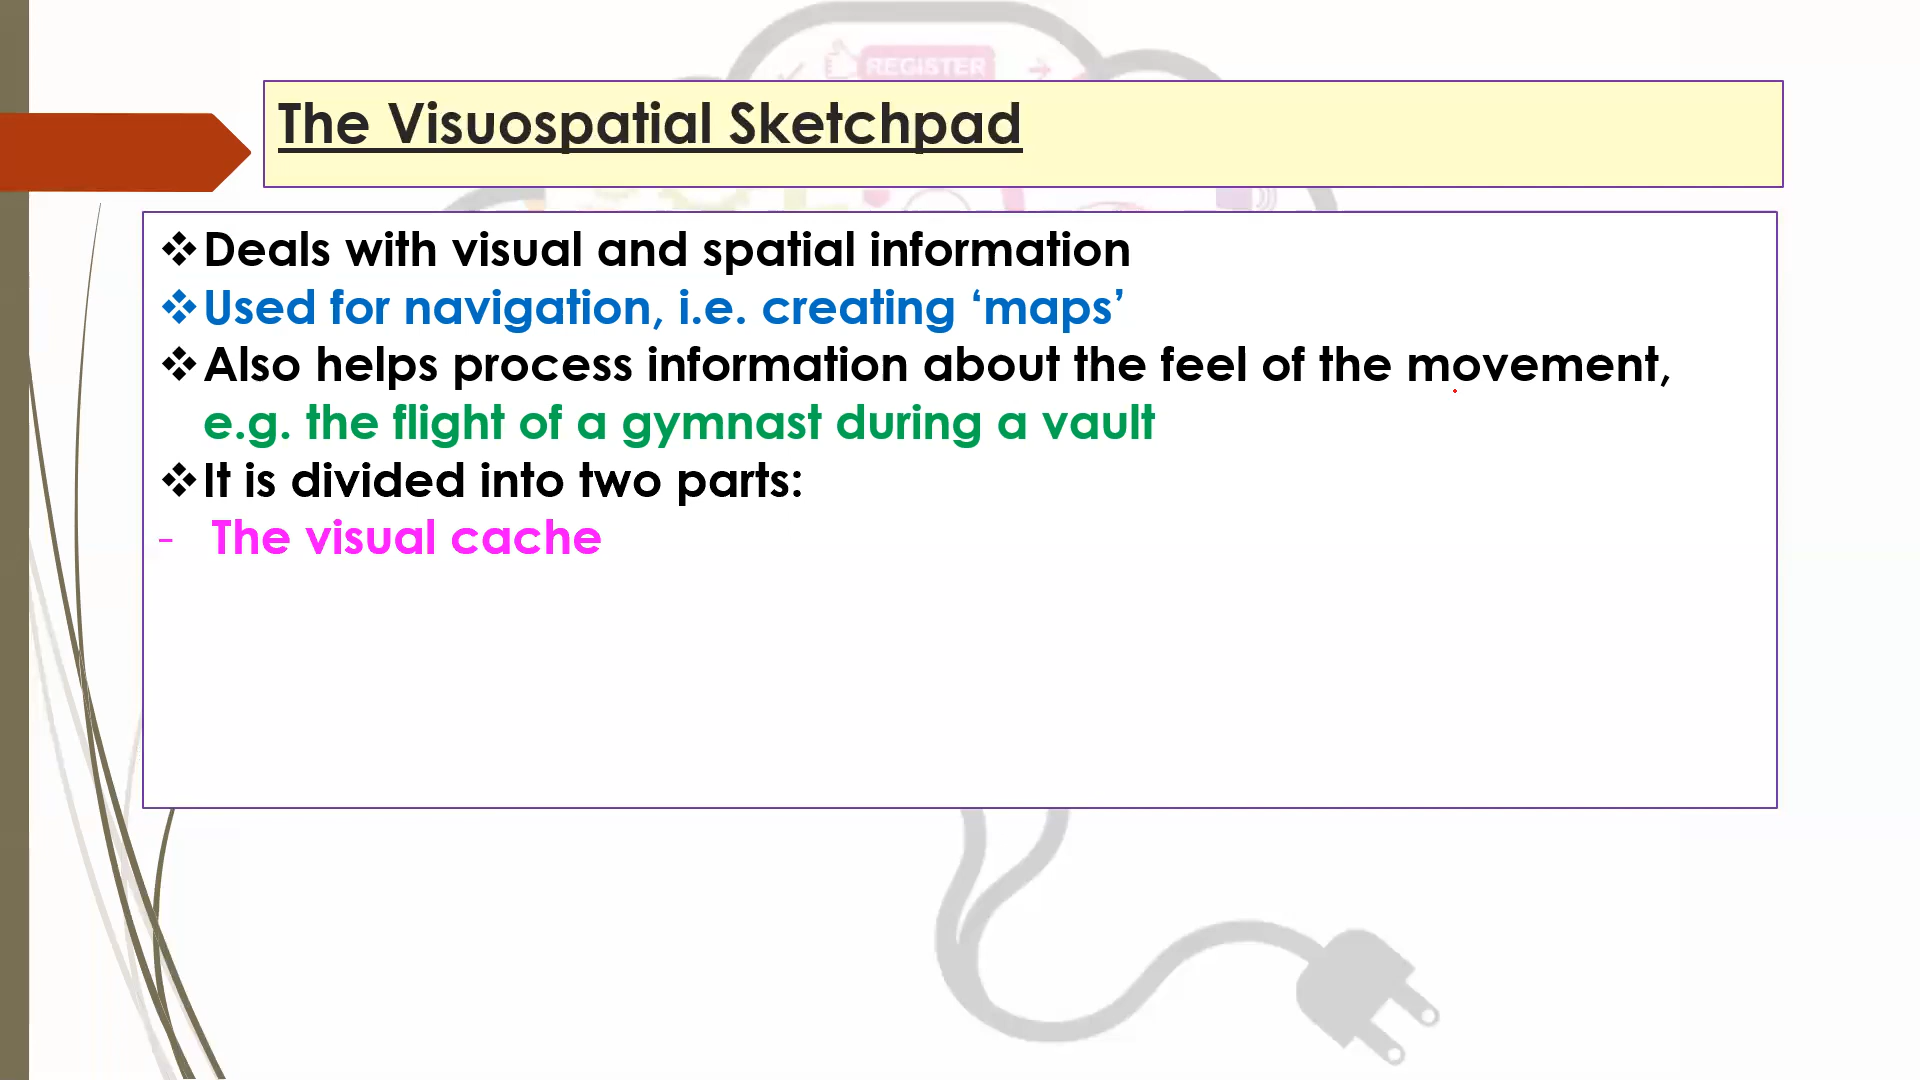 REGISTER
The Visuospatial Sketchpad
❖Deals with visual and spatial information
❖Used for navigation, i.e. creating ‘maps’
❖Also helps process information about the feel of the movement,
e.g. the flight of a gymnast during a vault
❖It is divided into two parts:
- The visual cache